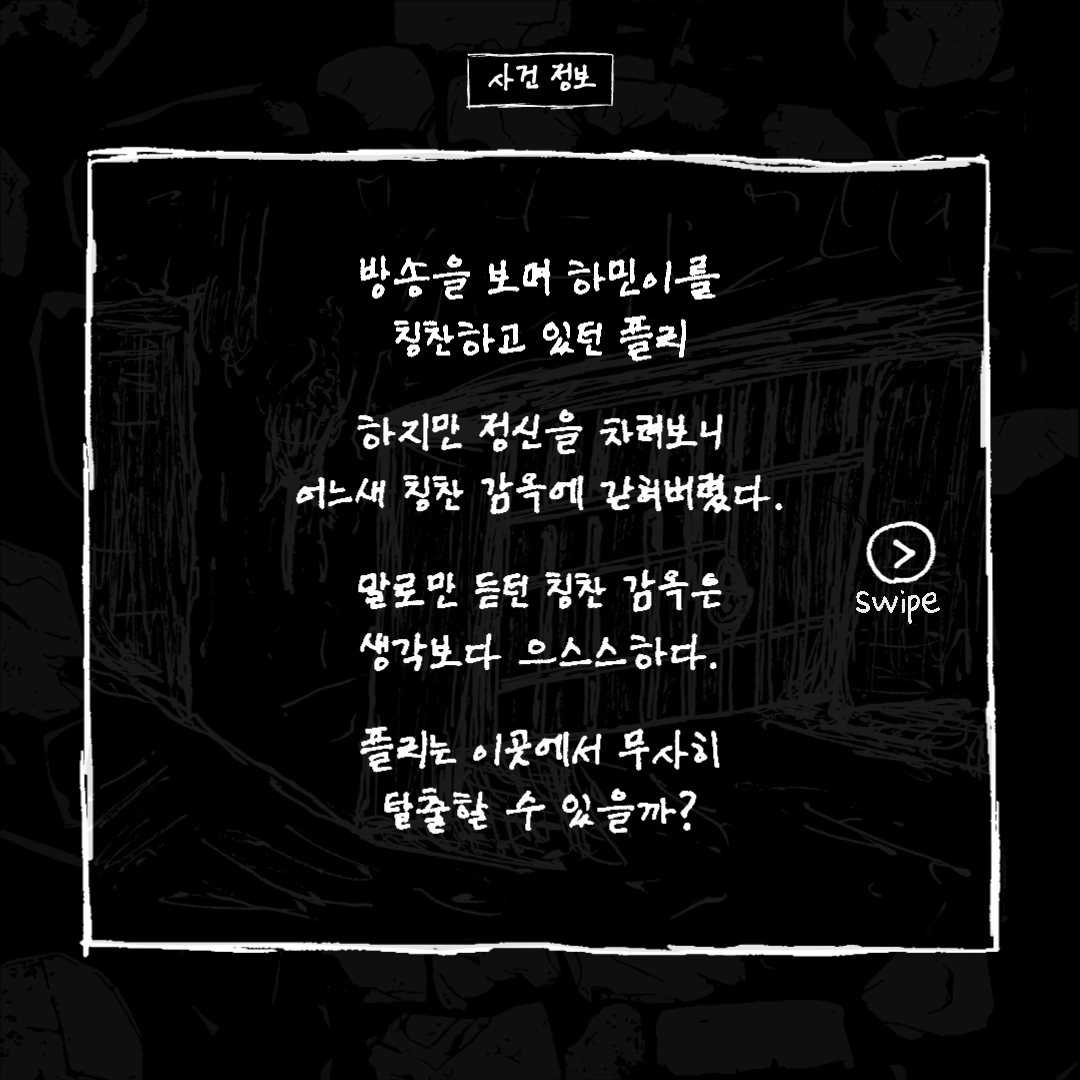 사건 정보
방송을 보며 하민이를
칭찬하고 있던 플리
하지만 정신을 차려보니
어느새 칭찬 감옥에 갇혀버렸다.
말로만 듣던 칭찬 감옥은
생각보다 으스스하다.
플리는 이곳에서 무사히
탈출할 수 있을까?
>
swipe